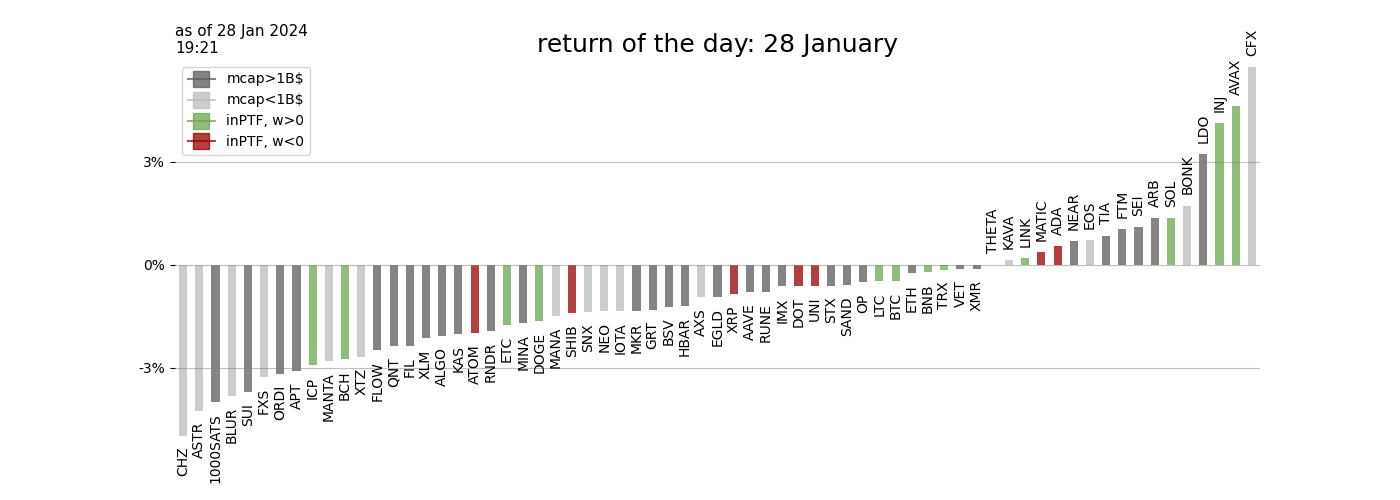 as of 28 Jan 2024
19:21
return of the day: 28 January
mcap>1B$
mcap<1B$
inPTF, w>0
inPTF, w<0
3%
0%
-3%
CHZ
ASTR
1000SATS
BLUR
SUI
FXS
ORDI
APT
ICP
MANTA
BCH
XTZ
FLOW
QNT
FIL
XLM
ALGO
KAS
ATOM
RNDR
ETC
MINA
DOGE
MANA
SHIB
SNX
NEO
IOTA
MKR
GRT
BSV
HBAR
AXS
EGLD
XRP
AAVE
RUNE
IMX
DOT
UNI
STX
SAND
OP
LTC
BTC
ETH
BNB
TRX
VET
XMR
THETA
KAVA
LINK
MATIC
ADA
NEAR
EOS
TIA
FTM
SEI
ARB
SOL
BONK
LDO
INJ
AVAX
CFX